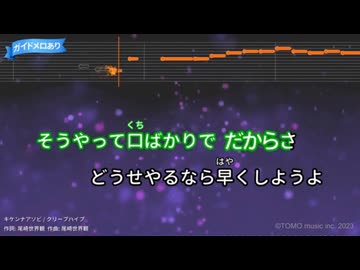 ガイドメロあり
くち
そうやって口ばかりで だからさ
はや
どうせやるなら早くしようよ
キケンナアソビ / クリープハイプ
作詞: 尾崎世界観 作曲: 尾崎世界観
©TOMO music inc. 2023